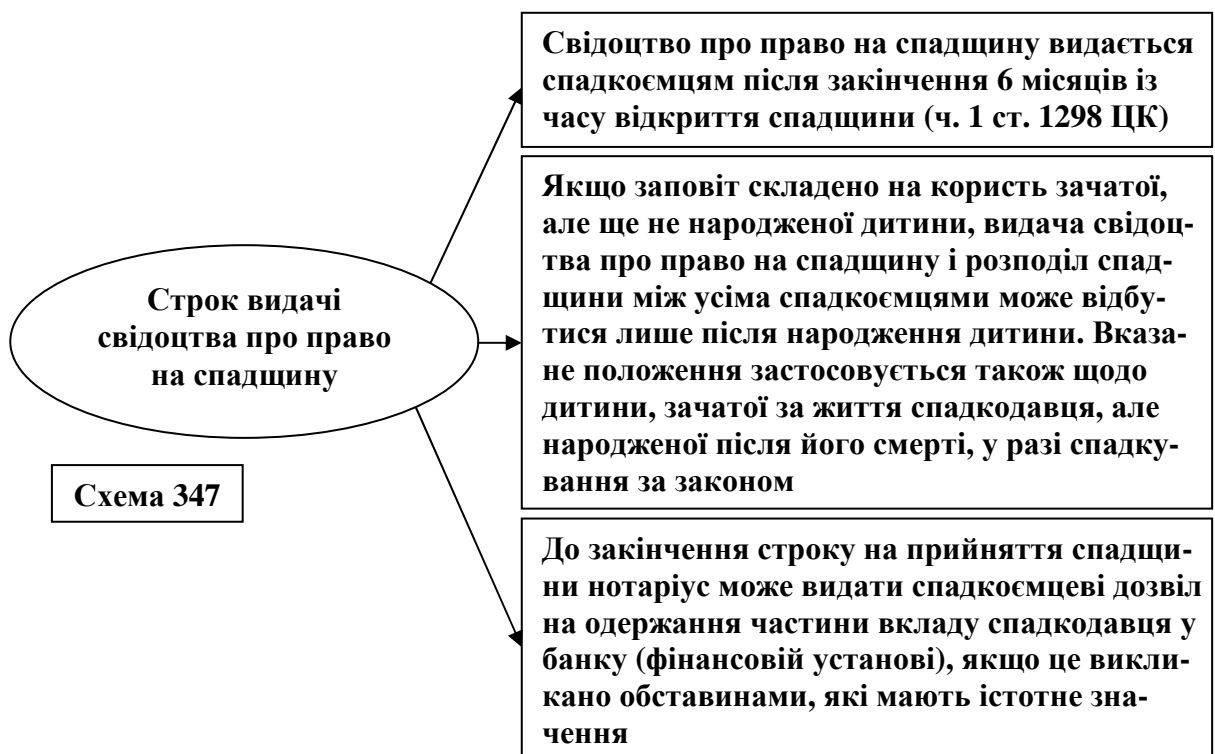 Свідоцтво про право на спадщину видається
спадкоємцям після закінчення 6 місяців із
часу відкриття спадщини (ч. 1 ст. 1298 ЦК)
Якщо заповіт складено на користь зачатої,
але ще не народженої дитини, видача свідоц-
тва про право на спадщину і розподіл спад-
щини між усіма спадкоємцями може відбу-
тися лише після народження дитини. Вказа-
не положення застосовується також щодо
дитини, зачатої за життя спадкодавця, але
народженої після його смерті, у разі спадку-
вання за законом
Строк видачі
свідоцтва про право
на спадщину
Схема 347
До закінчення строку на прийняття спадщи-
ни нотаріус може видати спадкоємцеві дозвіл
на одержання частини вкладу спадкодавця у
банку (фінансовій установі), якщо це викли-
кано обставинами, які мають істотне зна-
чення